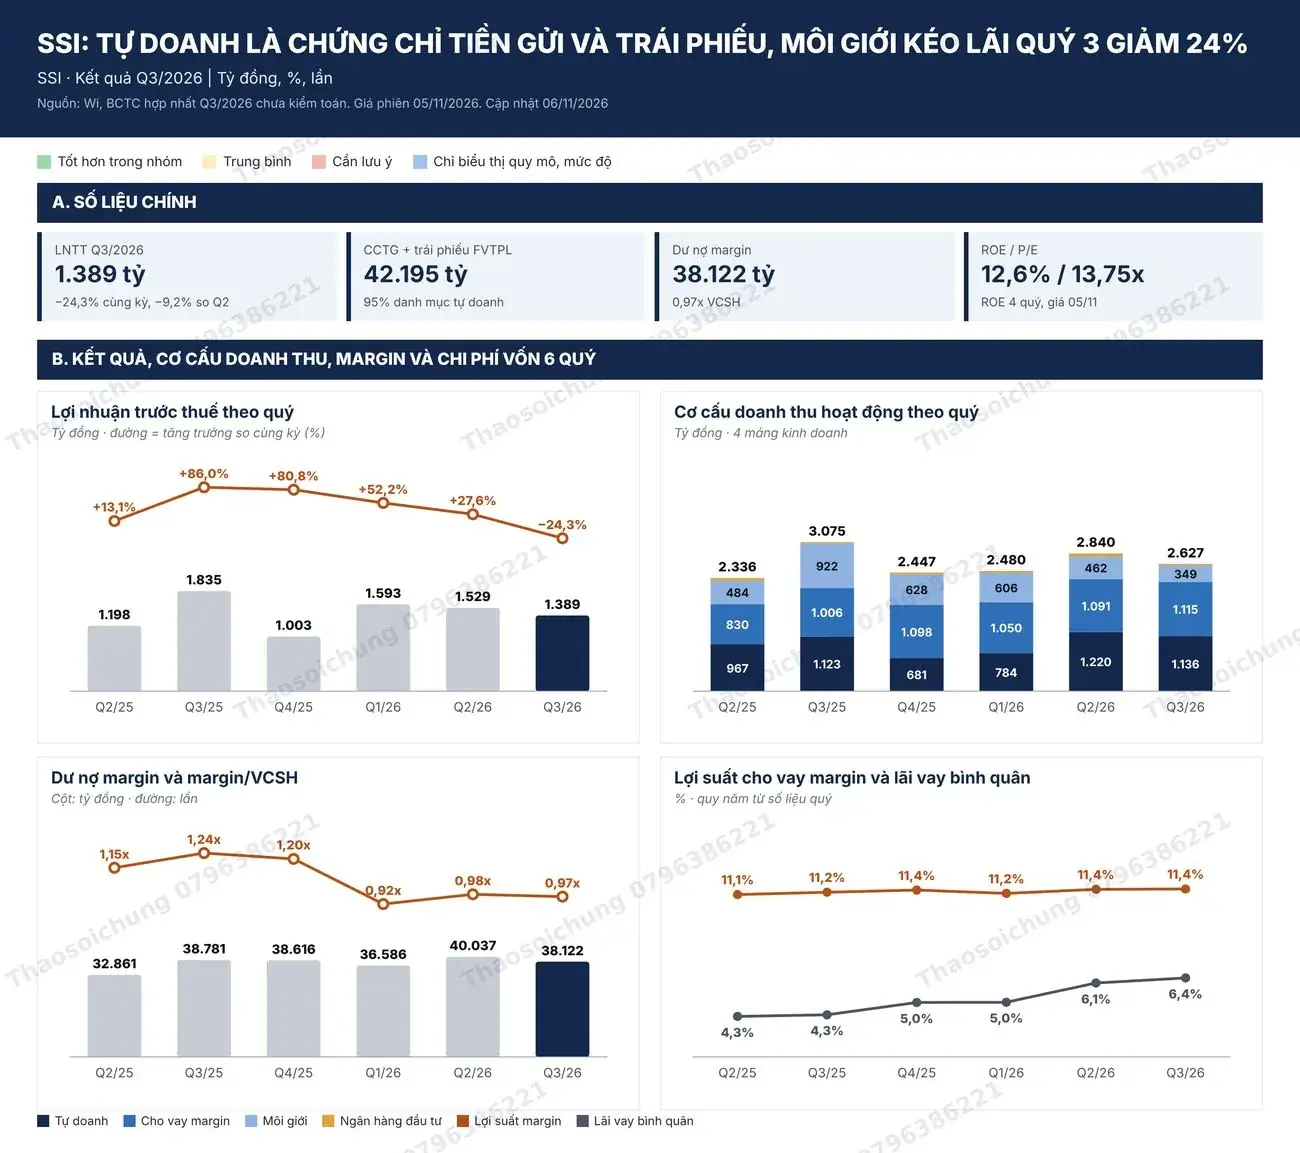 SSI: TỰ DOANH LÀ CHỨNG CHỈ TIỀN GỬI VÀ TRÁI PHIẾU, MÔI GIỚI KÉO LÃI QUÝ 3 GIẢM 24%
SSI · Kết quả Q3/2026 | Tỷ đồng, %, lần
Nguồn: Wi, BCTC hợp nhất Q3/2026 chưa kiểm toán. Giá phiên 05/11/2026. Cập nhật 06/11/2026
Tốt hơn trong nhóm
Trung bình
Cần lưu ý
Chỉ biểu thị quy mô, mức độ
A. SỐ LIỆU CHÍNH
LNTT Q3/2026
1.389 tỷ
−24,3% cùng kỳ, −9,2% so Q2
CCTG + trái phiếu FVTPL
42.195 tỷ
95% danh mục tự doanh
Dư nợ margin
38.122 tỷ
0,97x VCSH
ROE / P/E
12,6% / 13,75x
ROE 4 quý, giá 05/11
B. KẾT QUẢ, CƠ CẤU DOANH THU, MARGIN VÀ CHI PHÍ VỐN 6 QUÝ
Lợi nhuận trước thuế theo quý
Tỷ đồng · đường = tăng trưởng so cùng kỳ (%)
+13,1% +86,0% +80,8% +52,2% +27,6% −24,3%
1.198 1.835 1.003 1.593 1.529 1.389
Q2/25 Q3/25 Q4/25 Q1/26 Q2/26 Q3/26
Cơ cấu doanh thu hoạt động theo quý
Tỷ đồng · 4 mảng kinh doanh
2.336 3.075 2.447 2.480 2.840 2.627
484 922 628 606 462 349
830 1.006 1.098 1.050 1.091 1.115
967 1.123 681 784 1.220 1.136
Q2/25 Q3/25 Q4/25 Q1/26 Q2/26 Q3/26
Dư nợ margin và margin/VCSH
Cột: tỷ đồng · đường: lần
1,15x 1,24x 1,20x 0,92x 0,98x 0,97x
32.861 38.781 38.616 36.586 40.037 38.122
Q2/25 Q3/25 Q4/25 Q1/26 Q2/26 Q3/26
Lợi suất cho vay margin và lãi vay bình quân
% · quy năm từ số liệu quý
11,1% 11,2% 11,4% 11,2% 11,4% 11,4%
4,3% 4,3% 5,0% 5,0% 6,1% 6,4%
Q2/25 Q3/25 Q4/25 Q1/26 Q2/26 Q3/26
Tự doanh
Cho vay margin
Môi giới
Ngân hàng đầu tư
Lợi suất margin
Lãi vay bình quân
Thaosoichung 0796386221